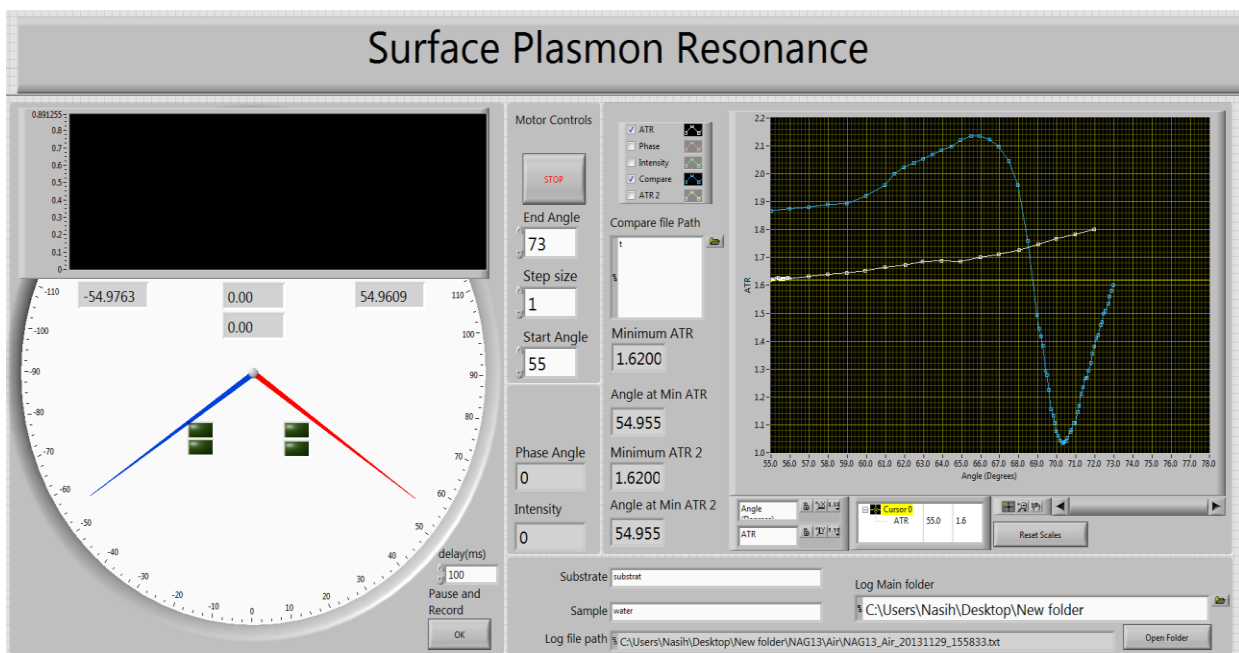 Surface Plasmon Resonance
0.891255
0.8
0.7
0.6
0.5
0.4
0.3
0.2
0.1
0
-54.9763 0.00 54.9609
0.00
-110 110
-100 100
-90 90
-80 80
-70 70
-60 60
-50 50
-40 40
-30 30
-20 20
-10 0 10
delay(ms)
100
Pause and
Record
OK
Motor Controls
STOP
End Angle
73
Step size
1
Start Angle
55
Phase Angle
0
Intensity
0
ATR
Phase
Intensity
Compare
ATR 2
Compare file Path
t
Minimum ATR
1.6200
Angle at Min ATR
54.955
Minimum ATR 2
1.6200
Angle at Min ATR 2
54.955
ATR
2.2
2.1
2.0
1.9
1.8
1.7
1.6
1.5
1.4
1.3
1.2
1.1
1.0
55.0 56.0 57.0 58.0 59.0 60.0 61.0 62.0 63.0 64.0 65.0 66.0 67.0 68.0 69.0 70.0 71.0 72.0 73.0 74.0 75.0 76.0 77.0 78.0
Angle (Degrees)
Angle
(Degrees)
ATR
Cursor 0
ATR 55.0 1.6
Reset Scales
Substrate substrat
Sample water
Log Main folder
C:\Users\Nasih\Desktop\New folder
Log file path C:\Users\Nasih\Desktop\New folder\NAG13\Air\NAG13_Air_20131129_155833.txt
Open Folder